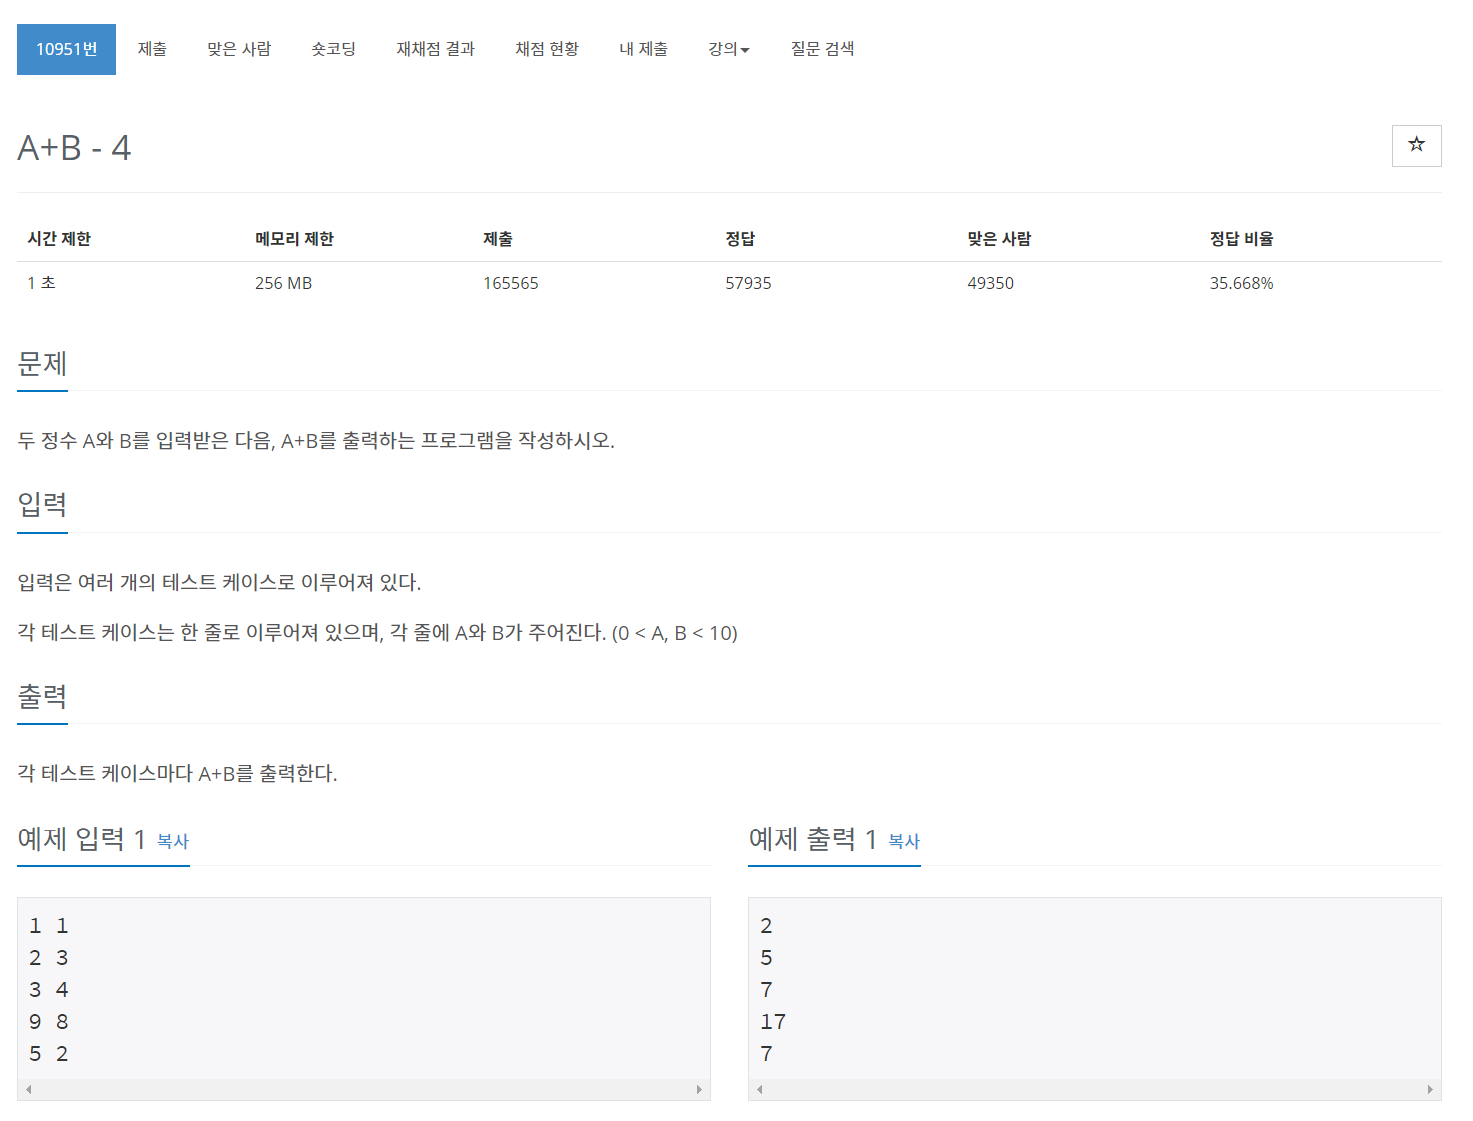 10951번 제출 맞은 사람 숏코딩 재채점 결과 채점 현황 내 제출 강의 질문 검색
A+B - 4
시간 제한 메모리 제한 제출 정답 맞은 사람 정답 비율
1 초 256 MB 165565 57935 49350 35.668%
문제
두 정수 A와 B를 입력받은 다음, A+B를 출력하는 프로그램을 작성하시오.
입력
입력은 여러 개의 테스트 케이스로 이루어져 있다.
각 테스트 케이스는 한 줄로 이루어져 있으며, 각 줄에 A와 B가 주어진다. (0 < A, B < 10)
출력
각 테스트 케이스마다 A+B를 출력한다.
예제 입력 1 복사
1 1
2 3
3 4
9 8
5 2
예제 출력 1 복사
2
5
7
17
7